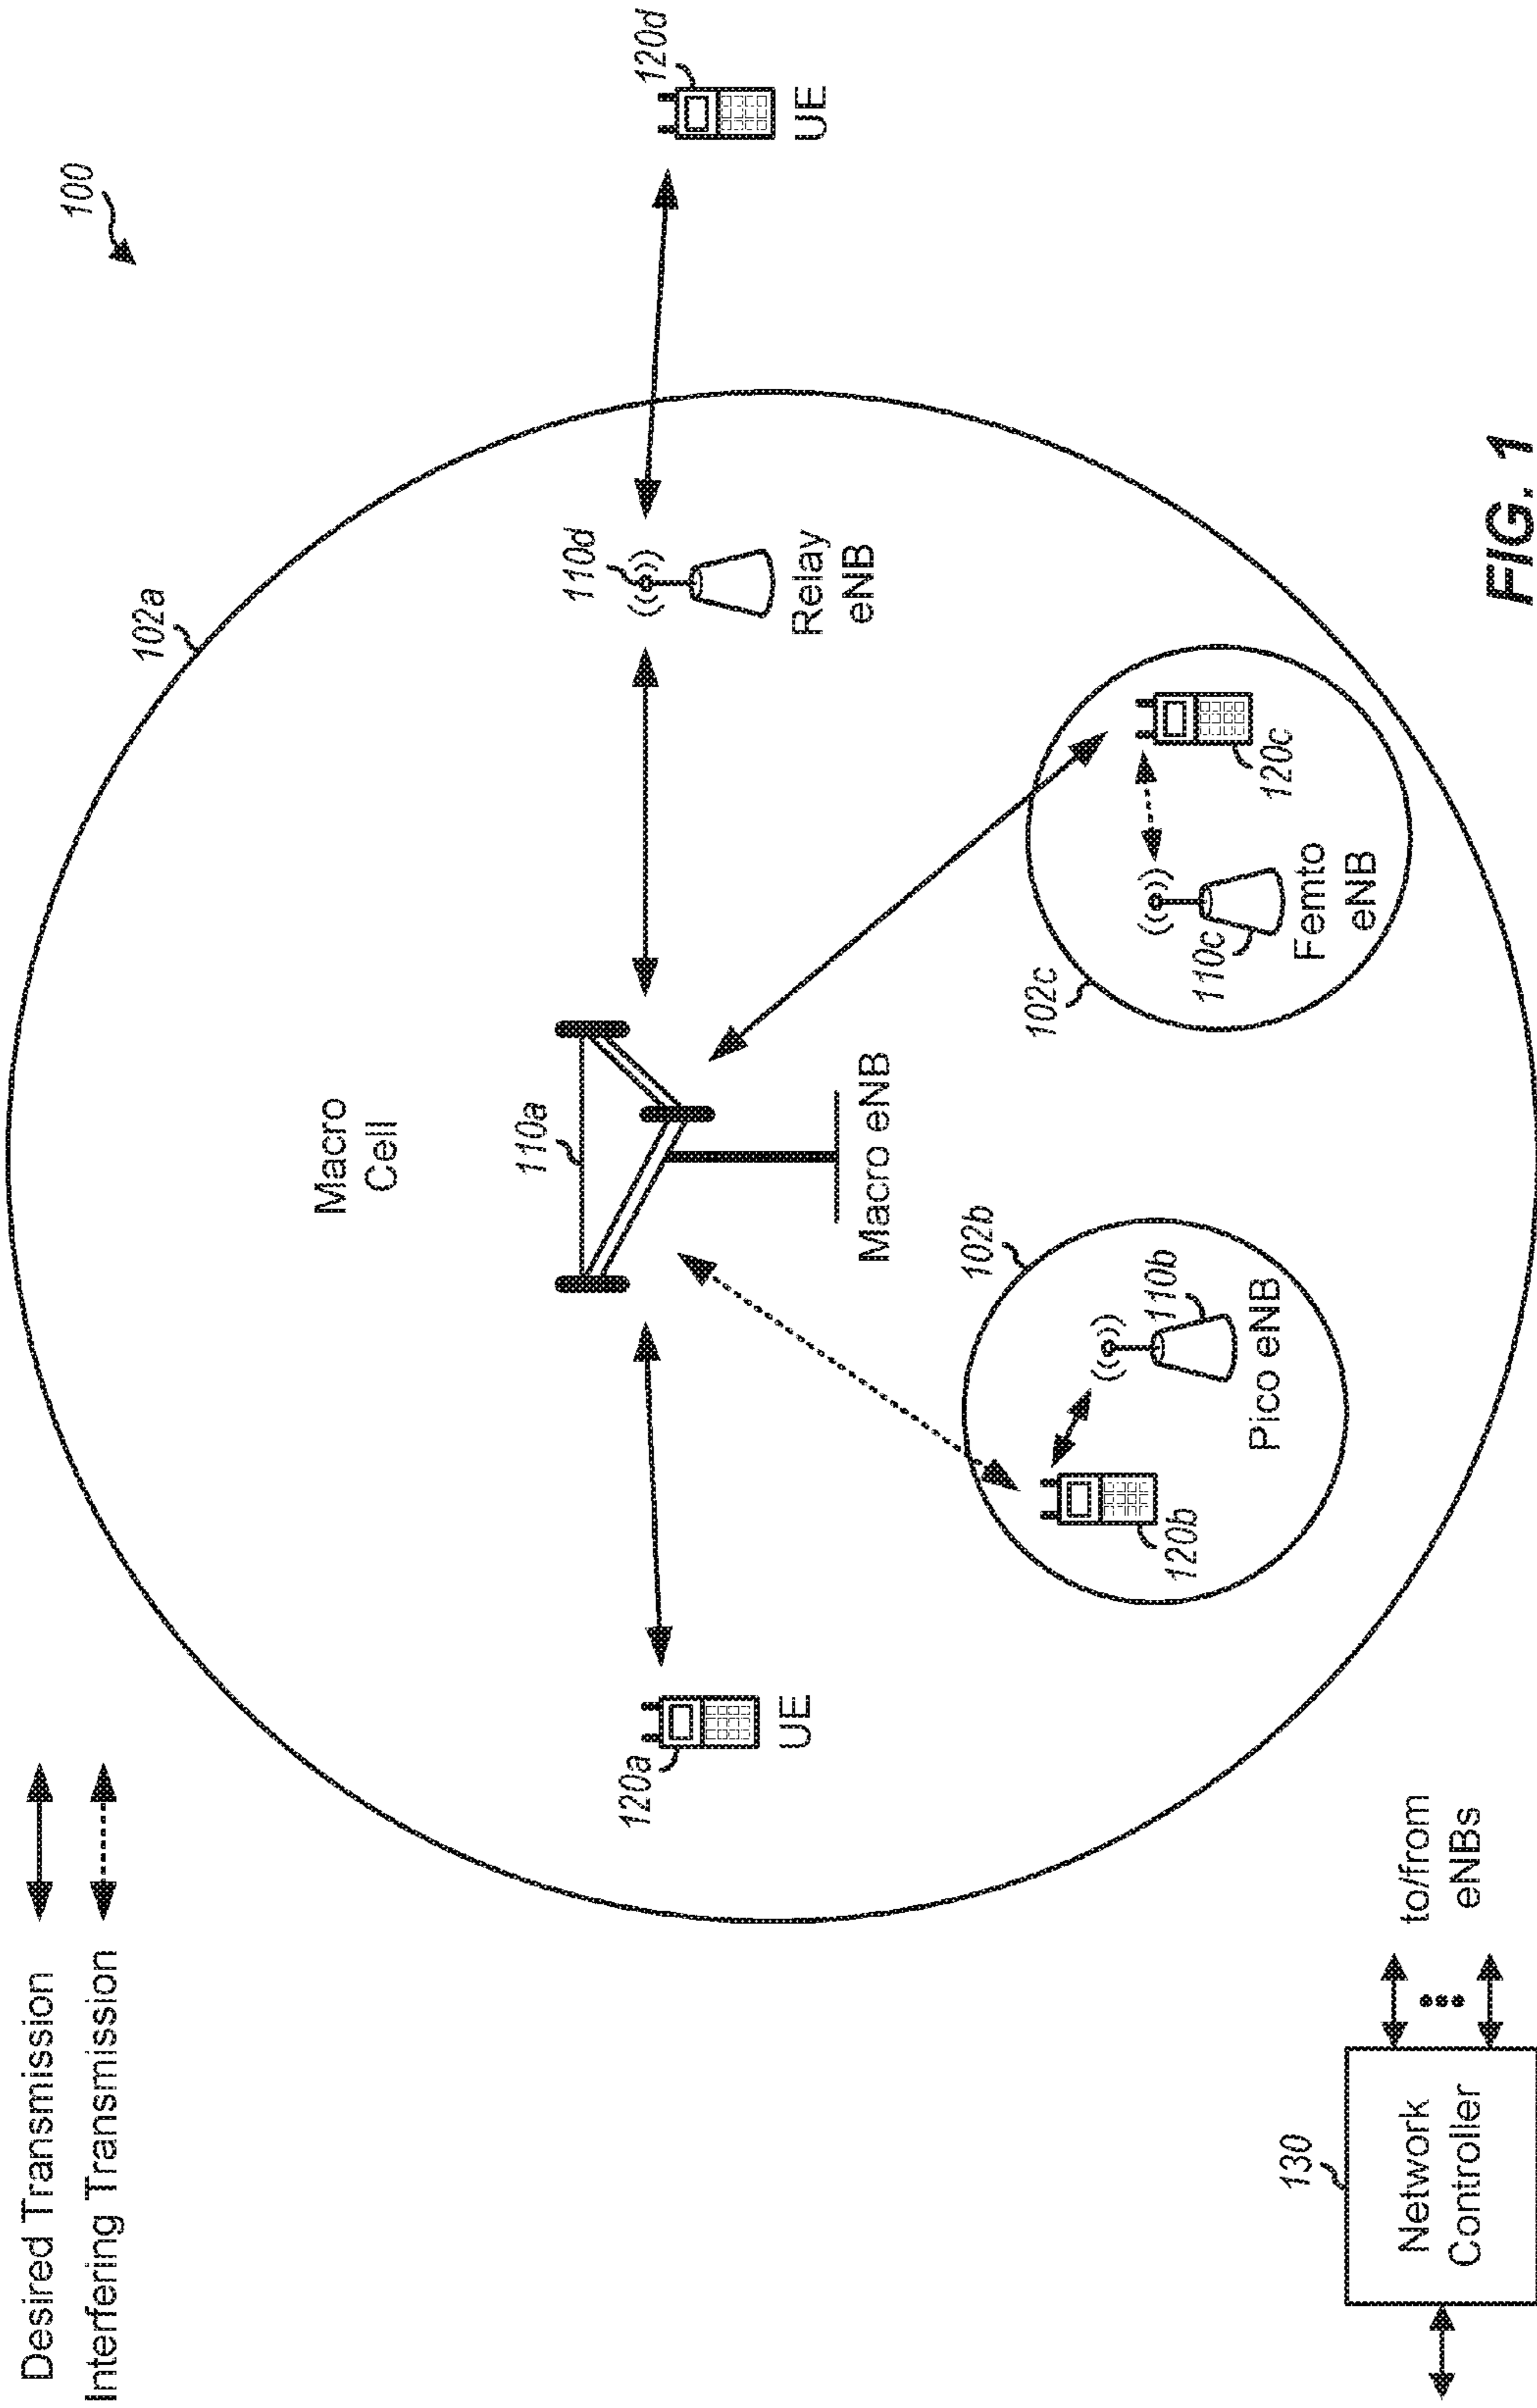 Desired Transmission
Interfering Transmission
100
102a
Macro
Cell
110a
Macro eNB
110d
Relay
eNB
120d
UE
120a
UE
102b
110b
Pico eNB
120b
102c
110c
Femto
eNB
120c
130
Network
Controller
to/from
eNBs
FIG. 1